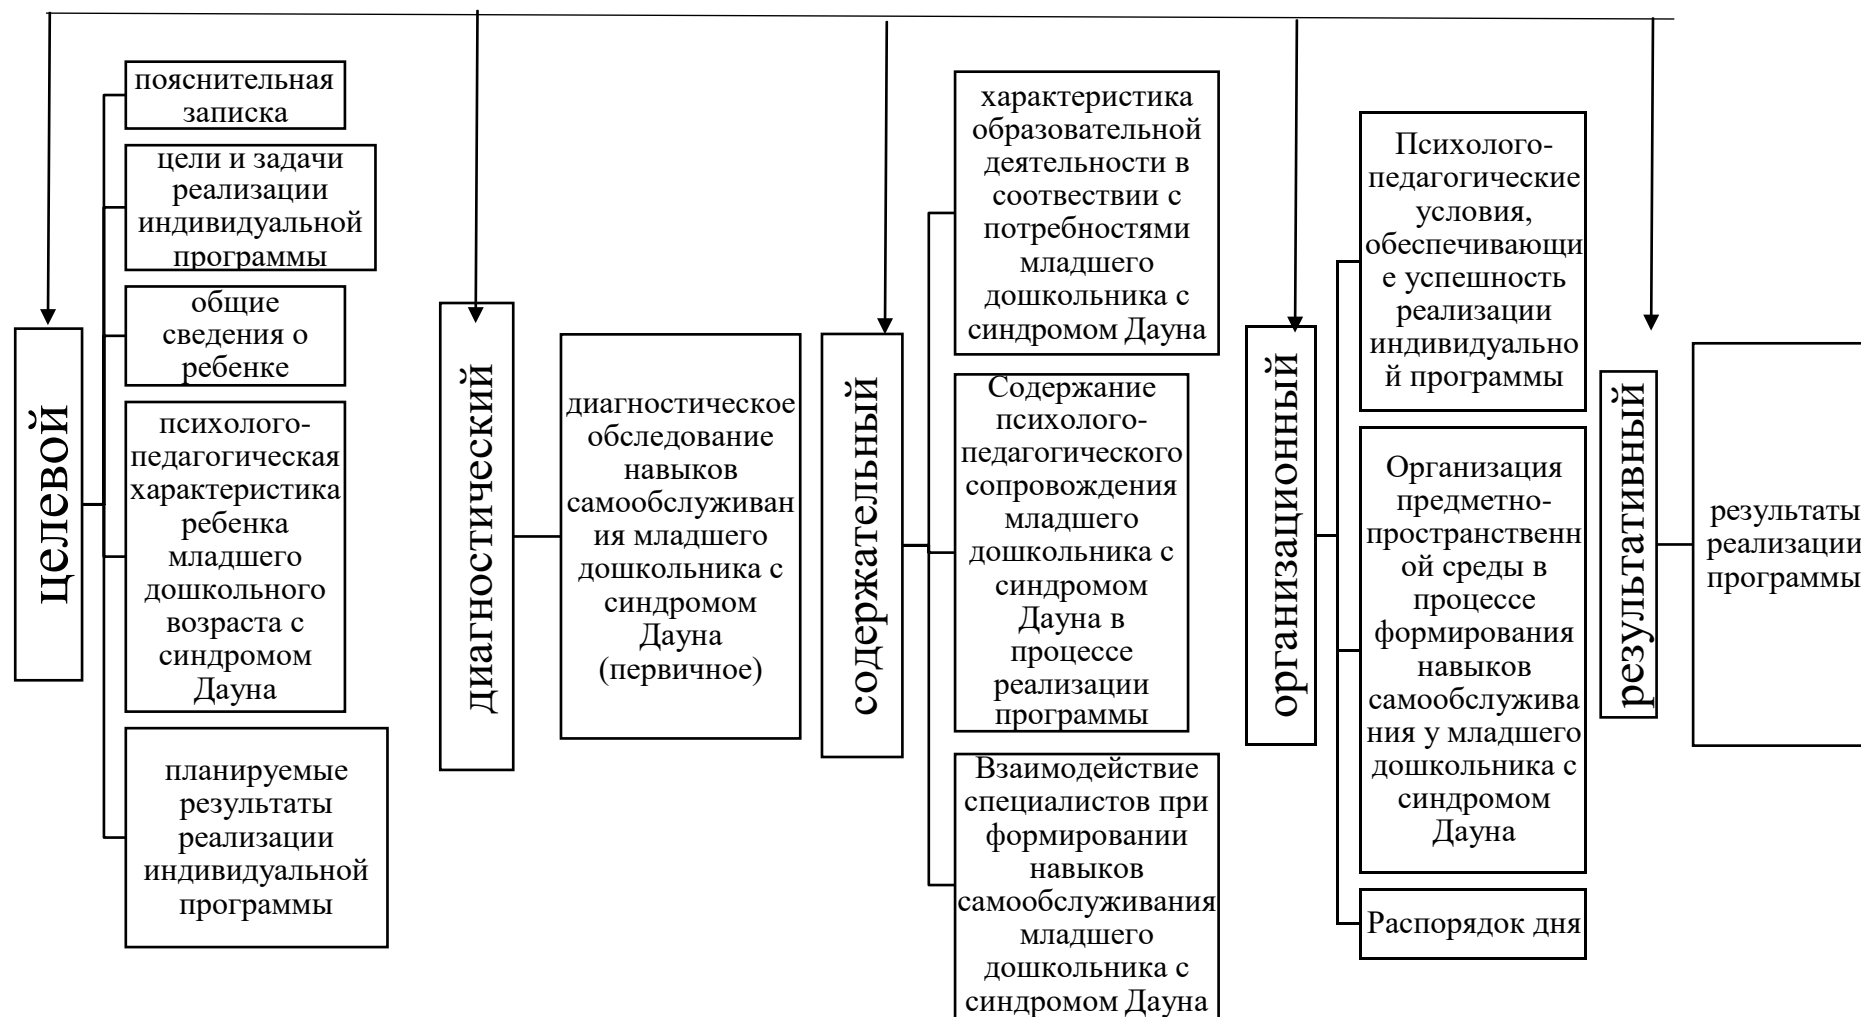 целевой
пояснительная
записка
цели и задачи
реализации
индивидуальной
программы
общие
сведения о
ребенке
психолого-
педагогическая
характеристика
ребенка
младшего
дошкольного
возраста с
синдромом
Дауна
планируемые
результаты
реализации
индивидуальной
программы
диагностический
диагностическое
обследование
навыков
самообслуживан
ия младшего
дошкольника с
синдромом
Дауна
(первичное)
содержательный
характеристика
образовательной
деятельности в
соотвествии с
потребностями
младшего
дошкольника с
синдромом Дауна
Содержание
психолого-
педагогического
сопровождения
младшего
дошкольника с
синдромом
Дауна в
процессе
реализации
программы
Взаимодействие
специалистов при
формировании
навыков
самообслуживания
младшего
дошкольника с
синдромом Дауна
организационный
Психолого-
педагогические
условия,
обеспечивающи
е успешность
реализации
индивидуально
й программы
Организация
предметно-
пространственн
ой среды в
процессе
формирования
навыков
самообслужива
ния у младшего
дошкольника с
синдромом
Дауна
Распорядок дня
результативный
результаты
реализации
программы